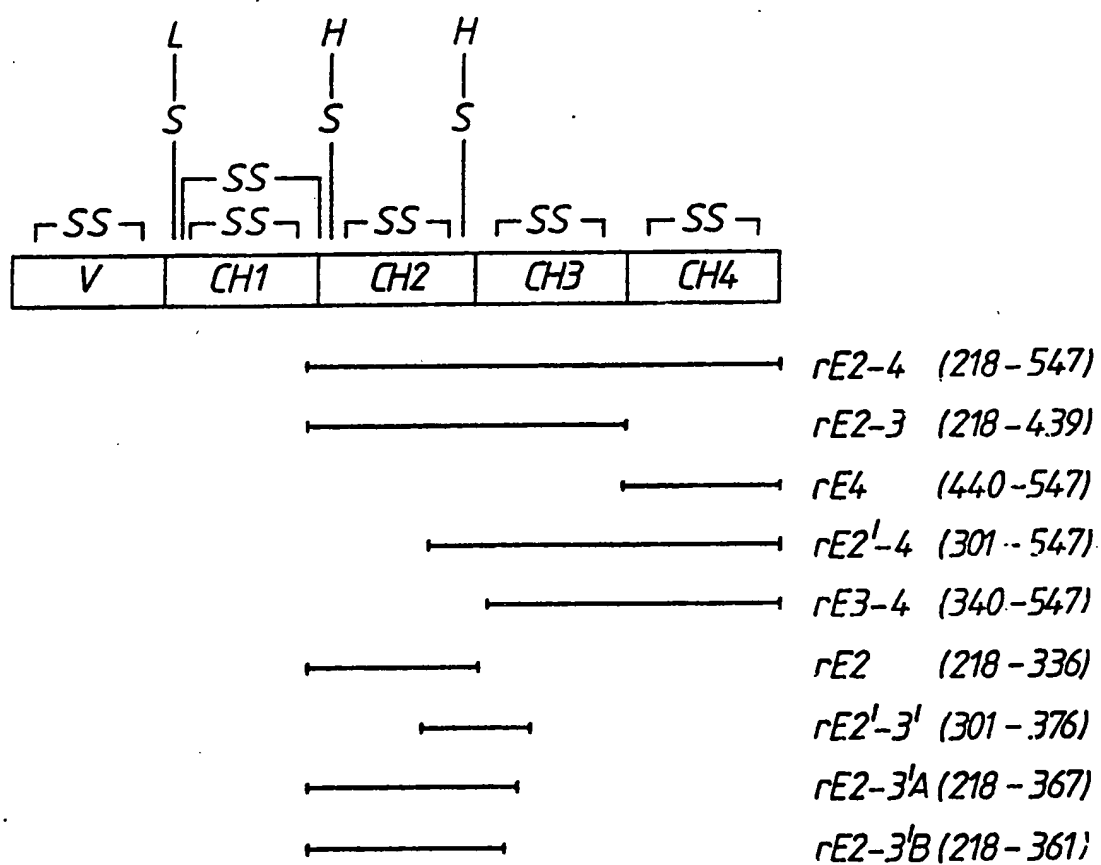 L H H
S S S
SS
SS SS SS SS SS
V CH1 CH2 CH3 CH4
rE2-4 (218-547)
rE2-3 (218-439)
rE4 (440-547)
rE2'-4 (301-547)
rE3-4 (340-547)
rE2 (218-336)
rE2'-3' (301-376)
rE2-3'A (218-367)
rE2-3'B (218-361)